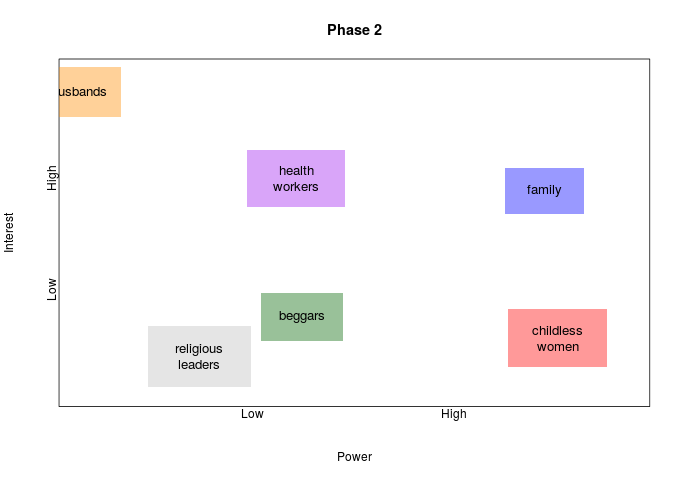 Phase 2
usbands
health
workers
family
beggars
religious
leaders
childless
women
High
Low
Interest
Low
High
Power